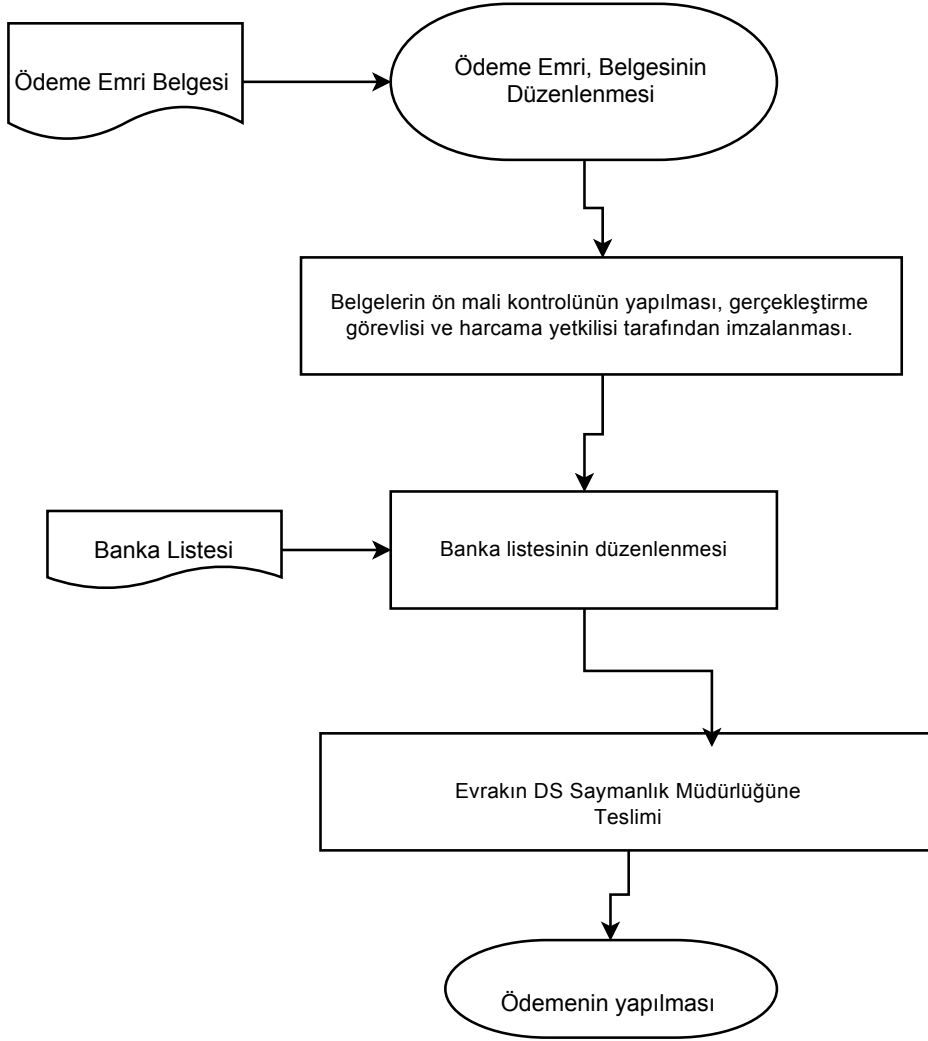 Ödeme Emri Belgesi
Ödeme Emri, Belgesinin
Düzenlenmesi
Belgelerin ön mali kontrolünün yapılması, gerçekleştirme
görevlisi ve harcama yetkilisi tarafından imzalanması.
Banka Listesi
Banka listesinin düzenlenmesi
Evrakın DS Saymanlık Müdürlüğüne
Teslimi
Ödemenin yapılması